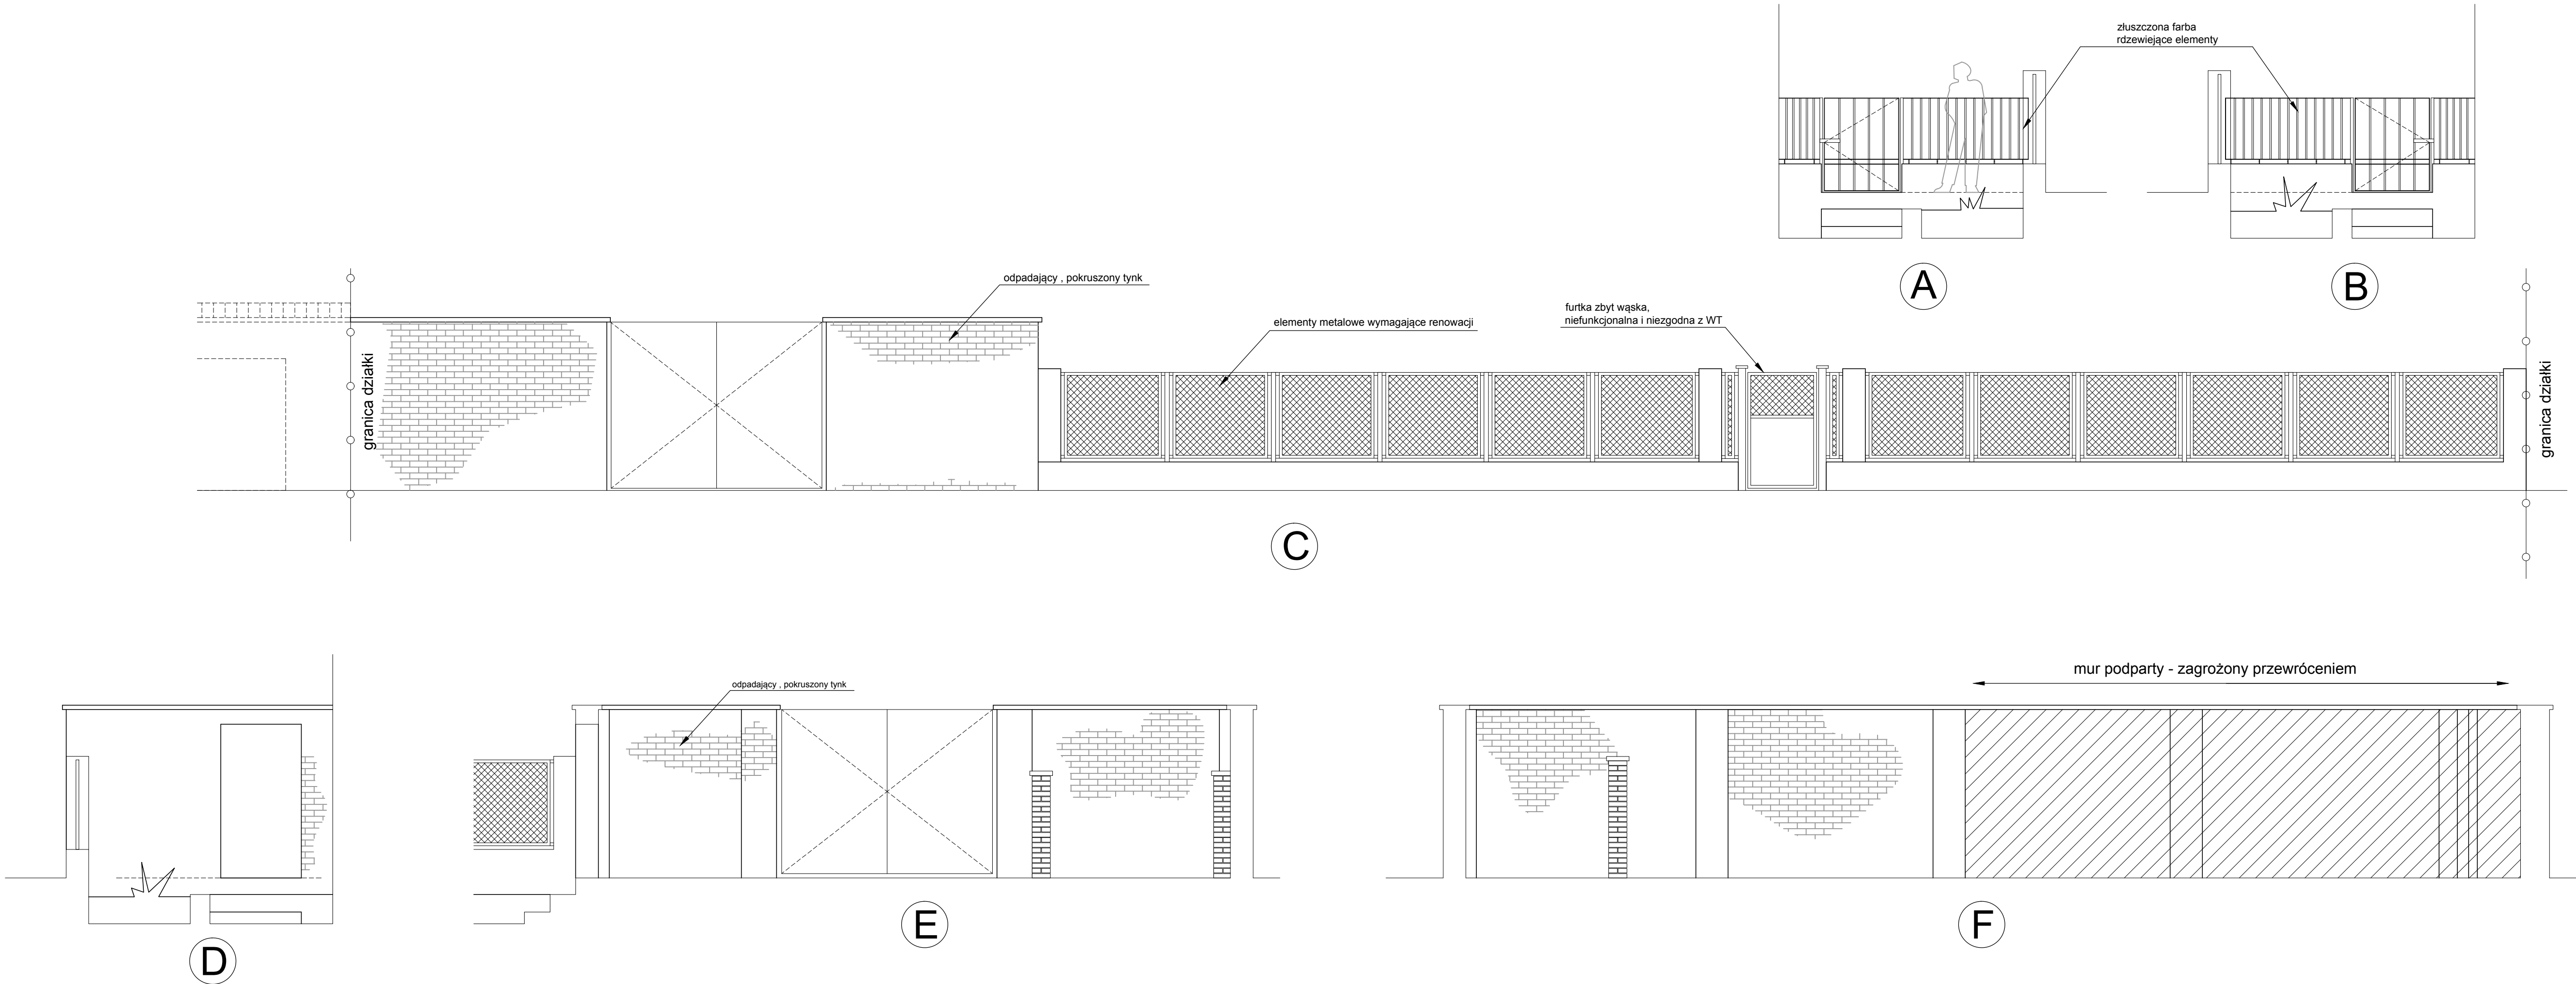 złuszczona farba
rdzewiejące elementy
A
B
odpadający , pokruszony tynk
elementy metalowe wymagające renowacji
furtka zbyt wąska,
niefunkcjonalna i niezgodna z WT
granica działki
granica działki
C
odpadający , pokruszony tynk
mur podparty - zagrożony przewróceniem
D
E
F